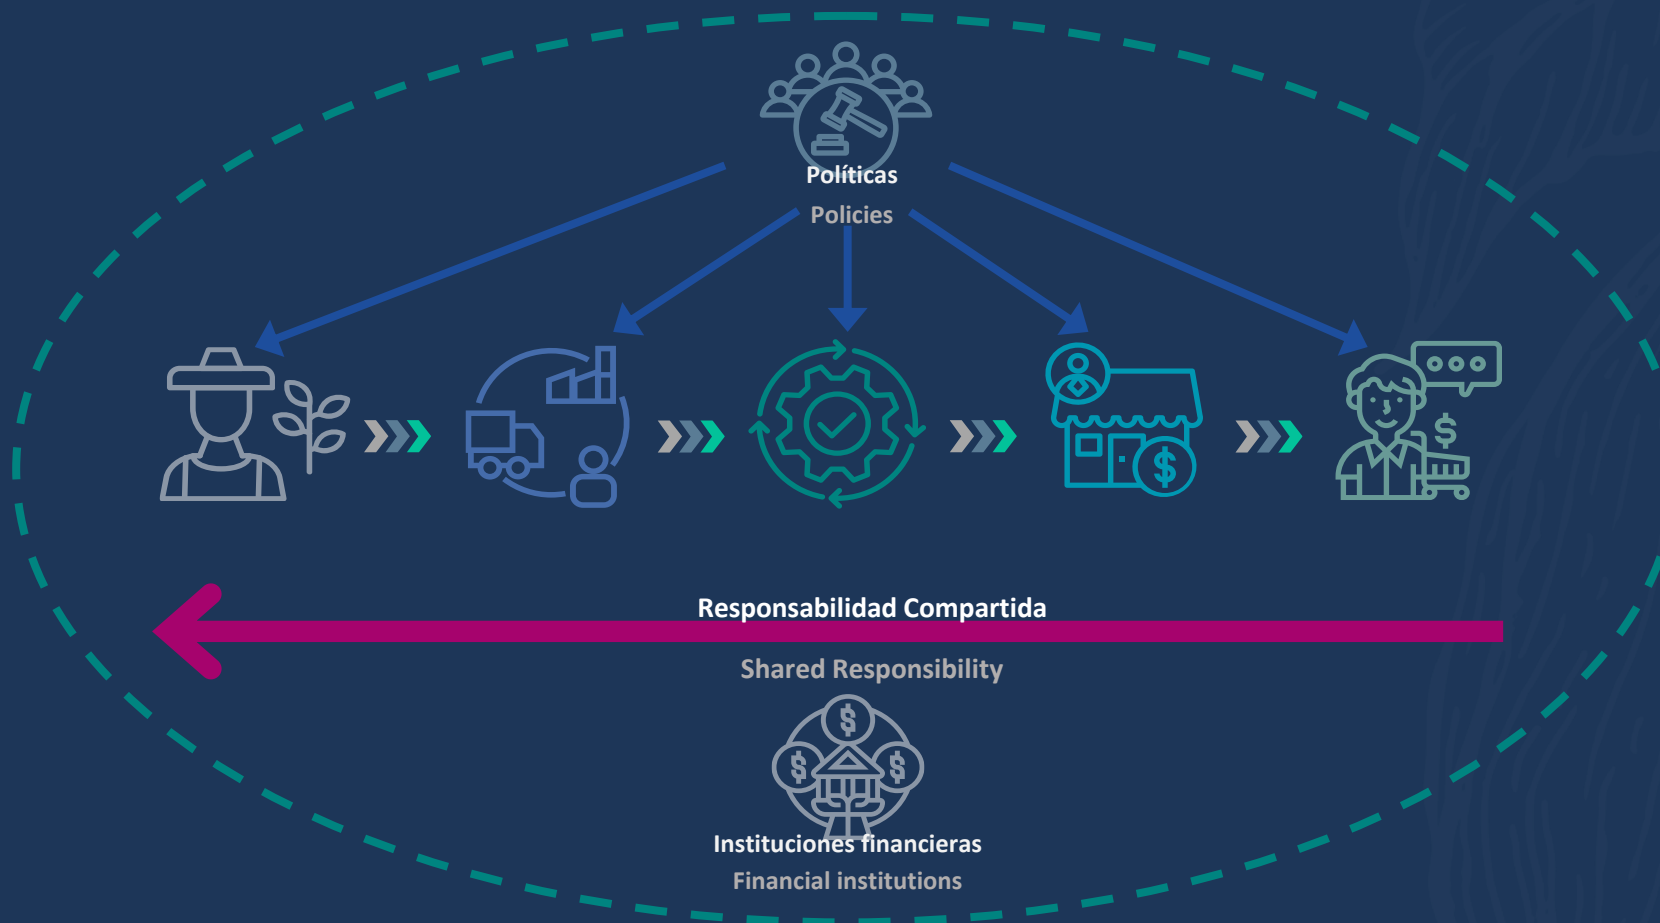 Políticas
Policies
Responsabilidad Compartida
Shared Responsibility
Instituciones financieras
Financial institutions